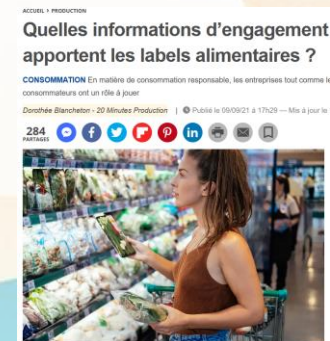 ACCUEIL > PRODUCTION
Quelles informations d'engagement
apportent les labels alimentaires ?
CONSOMMATION En matière de consommation responsable, les entreprises tout comme le
consommateurs ont un rôle à jouer
Dorothée Blancheton - 20 Minutes Production | Publié le 09/09/21 à 17h29 — Mis à jour le
284
PARTAGES